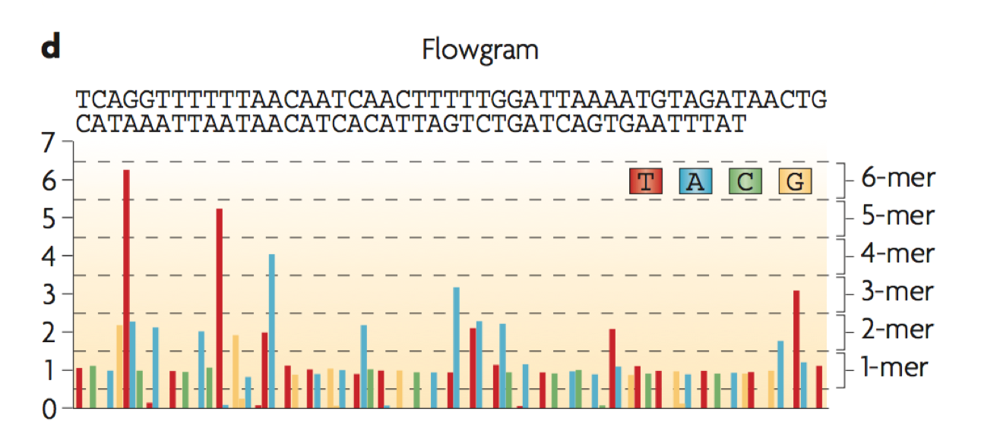 d
Flowgram
TCAGGTTTTTTAACAATCAACTTTTTGGATTAAAATGTAGATAACTG
CATAAATTAATAACATCACATTAGTCTGATCAGTGAATTTAT
7
6
5
4
3
2
1
0
T A C G
6-mer
5-mer
4-mer
3-mer
2-mer
1-mer